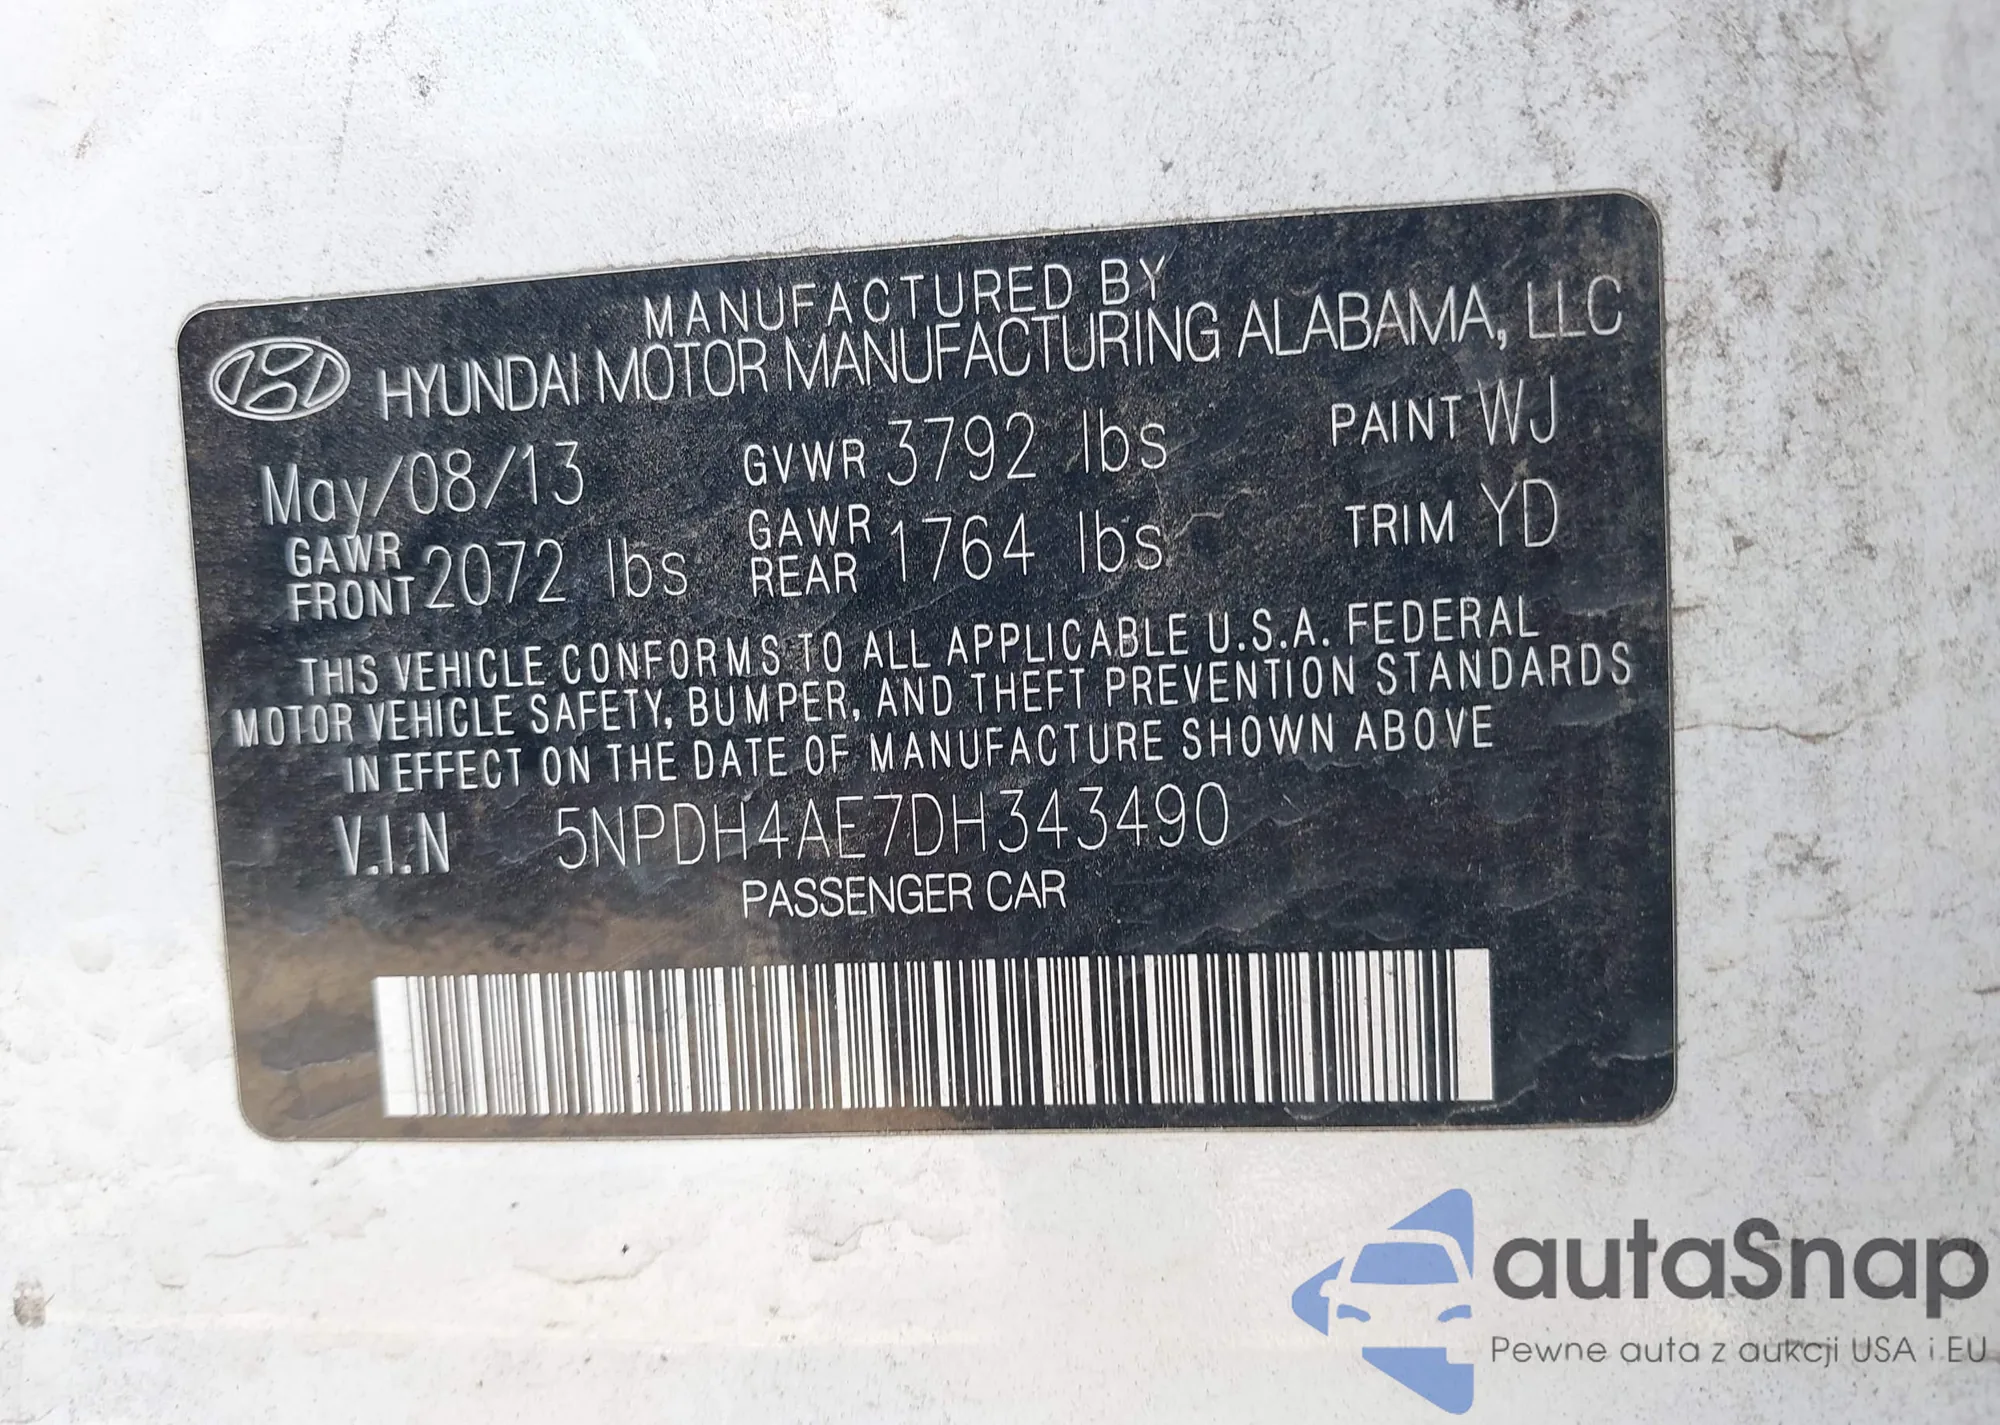 MANUFACTURED BY
HYUNDAI MOTOR MANUFACTURING ALABAMA, LLC
May/08/13 GVWR 3792 lbs PAINT WJ
GAWR FRONT 2072 lbs GAWR REAR 1764 lbs TRIM YD
THIS VEHICLE CONFORMS TO ALL APPLICABLE U.S.A. FEDERAL
MOTOR VEHICLE SAFETY, BUMPER, AND THEFT PREVENTION STANDARDS
IN EFFECT ON THE DATE OF MANUFACTURE SHOWN ABOVE
V.I.N 5NPDH4AE7DH343490
PASSENGER CAR
autaSnap
Pewne auta z aukcji USA i EU